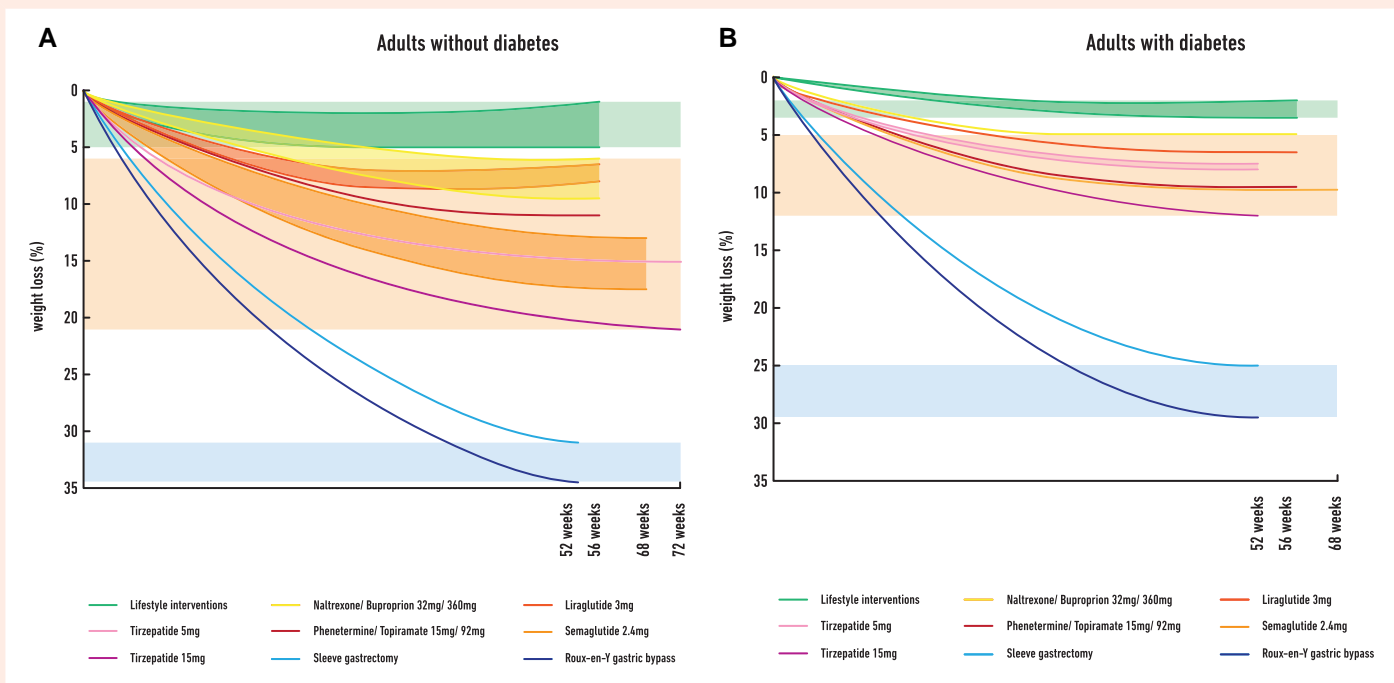 A
Adults without diabetes
weight loss (%)
0
5
10
15
20
25
30
35
52 weeks
56 weeks
68 weeks
72 weeks
Lifestyle interventions
Naltrexone/ Buproprion 32mg/ 360mg
Liraglutide 3mg
Tirzepatide 5mg
Phenetermine/ Topiramate 15mg/ 92mg
Semaglutide 2.4mg
Tirzepatide 15mg
Sleeve gastrectomy
Roux-en-Y gastric bypass
B
Adults with diabetes
weight loss (%)
0
5
10
15
20
25
30
35
52 weeks
56 weeks
68 weeks
Lifestyle interventions
Naltrexone/ Buproprion 32mg/ 360mg
Liraglutide 3mg
Tirzepatide 5mg
Phenetermine/ Topiramate 15mg/ 92mg
Semaglutide 2.4mg
Tirzepatide 15mg
Sleeve gastrectomy
Roux-en-Y gastric bypass